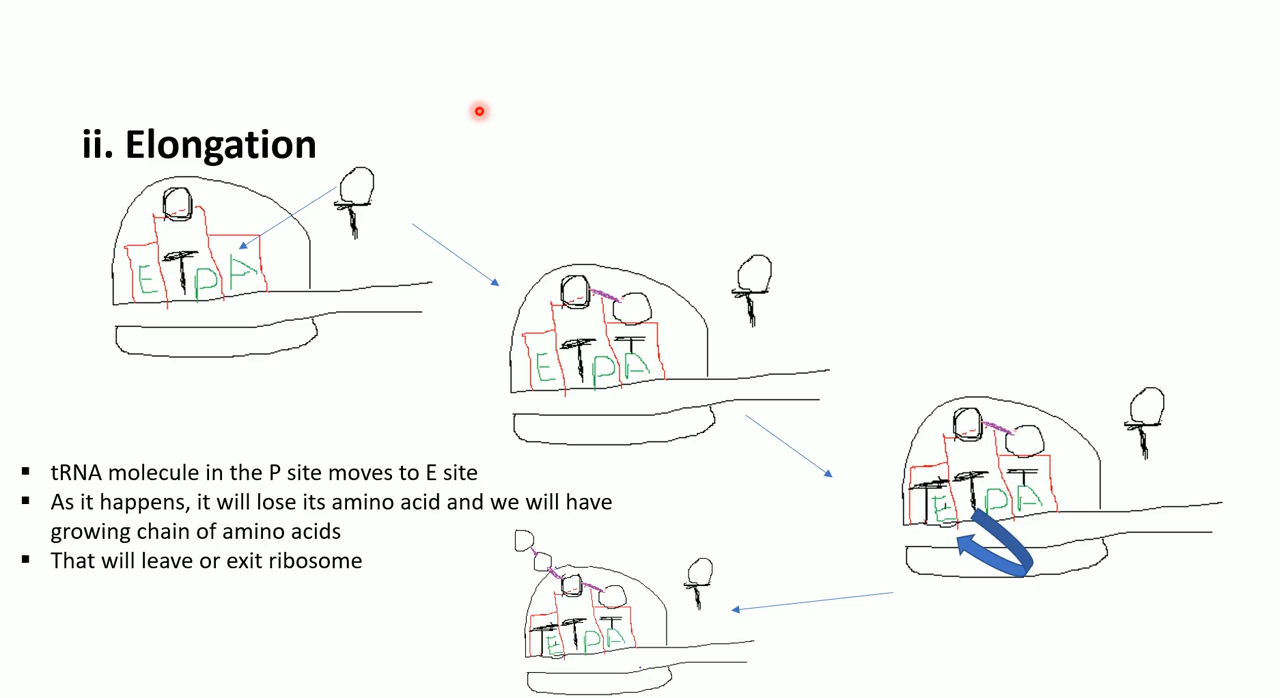 ii. Elongation
E P A
E P A
E P A
▪ tRNA molecule in the P site moves to E site
▪ As it happens, it will lose its amino acid and we will have
growing chain of amino acids
▪ That will leave or exit ribosome
E P A